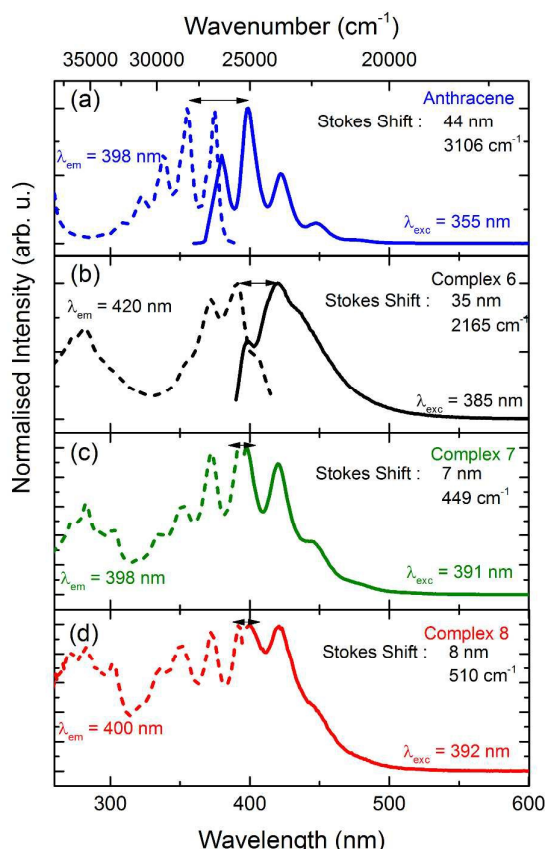 Wavenumber (cm⁻¹)
35000 30000 25000 20000
(a) Anthracene
Stokes Shift : 44 nm
3106 cm⁻¹
λem = 398 nm
λexc = 355 nm
(b) Complex 6
Stokes Shift : 35 nm
2165 cm⁻¹
λem = 420 nm
λexc = 385 nm
(c) Complex 7
Stokes Shift : 7 nm
449 cm⁻¹
λem = 398 nm
λexc = 391 nm
(d) Complex 8
Stokes Shift : 8 nm
510 cm⁻¹
λem = 400 nm
λexc = 392 nm
300 400 500 600
Wavelength (nm)
Normalised Intensity (arb. u.)